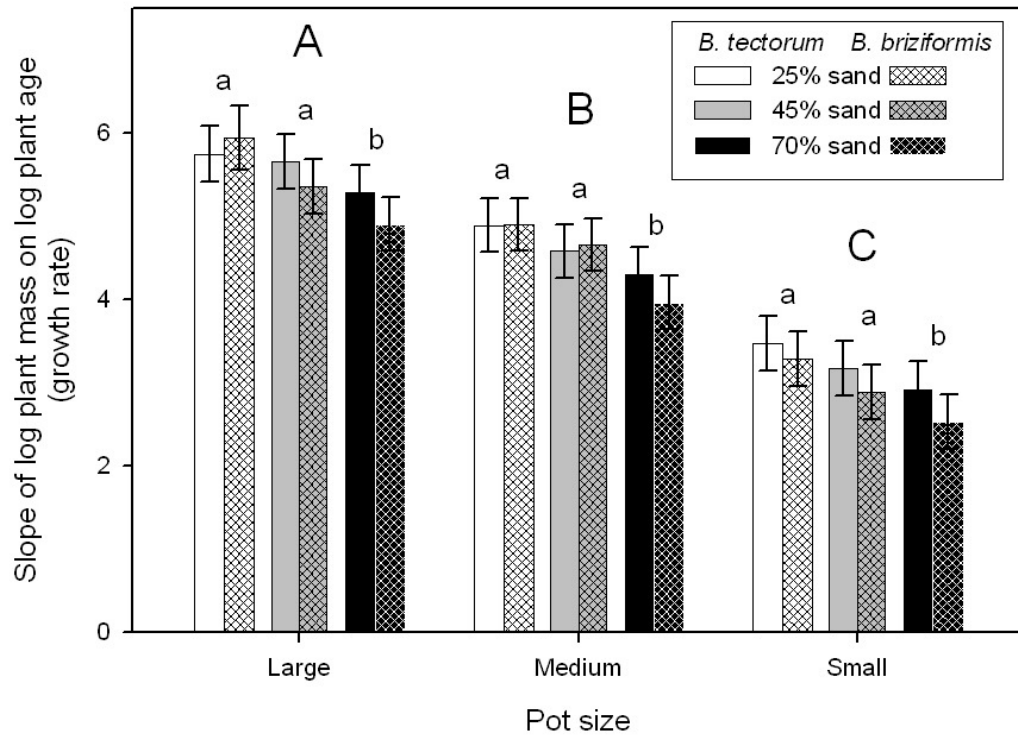 Slope of log plant mass on log plant age
(growth rate)
6
4
2
0
A
a
a
b
B
a
a
b
C
a
a
b
B. tectorum B. briziformis
25% sand
45% sand
70% sand
Large Medium Small
Pot size